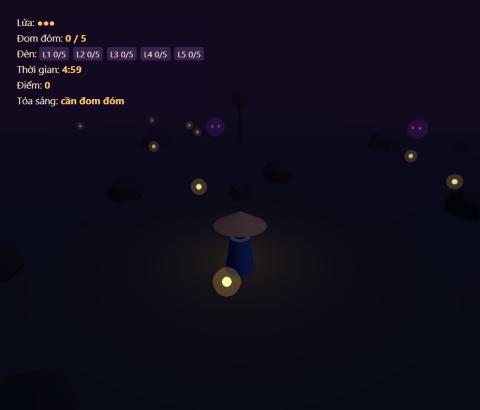 Lửa: ●●●
Đom đóm: 0 / 5
Đèn: L1 0/5 L2 0/5 L3 0/5 L4 0/5 L5 0/5
Thời gian: 4:59
Điểm: 0
Tỏa sáng: cần đom đóm